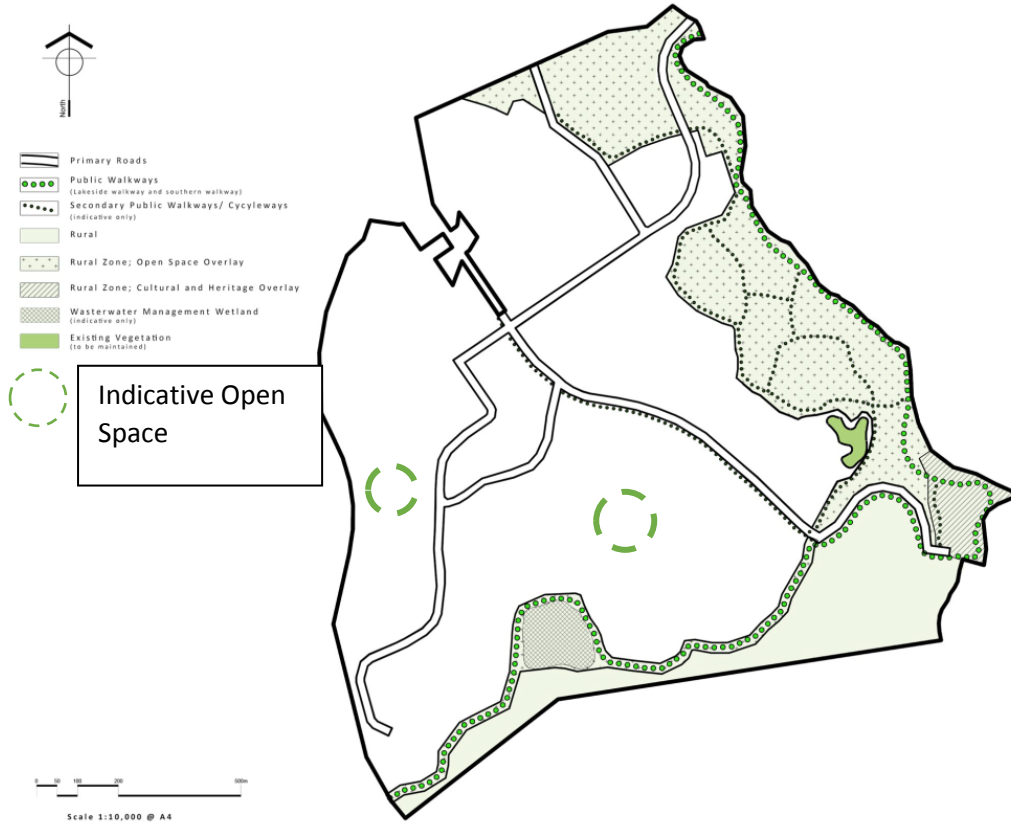 North
Primary Roads
Public Walkways
(Lakeside walkway and southern walkway)
Secondary Public Walkways/ Cycyleways
(indicative only)
Rural
Rural Zone; Open Space Overlay
Rural Zone; Cultural and Heritage Overlay
Wasterwater Management Wetland
(indicative only)
Existing Vegetation
(to be maintained)
Indicative Open
Space
0 50 100 200 500m
Scale 1:10,000 @ A4